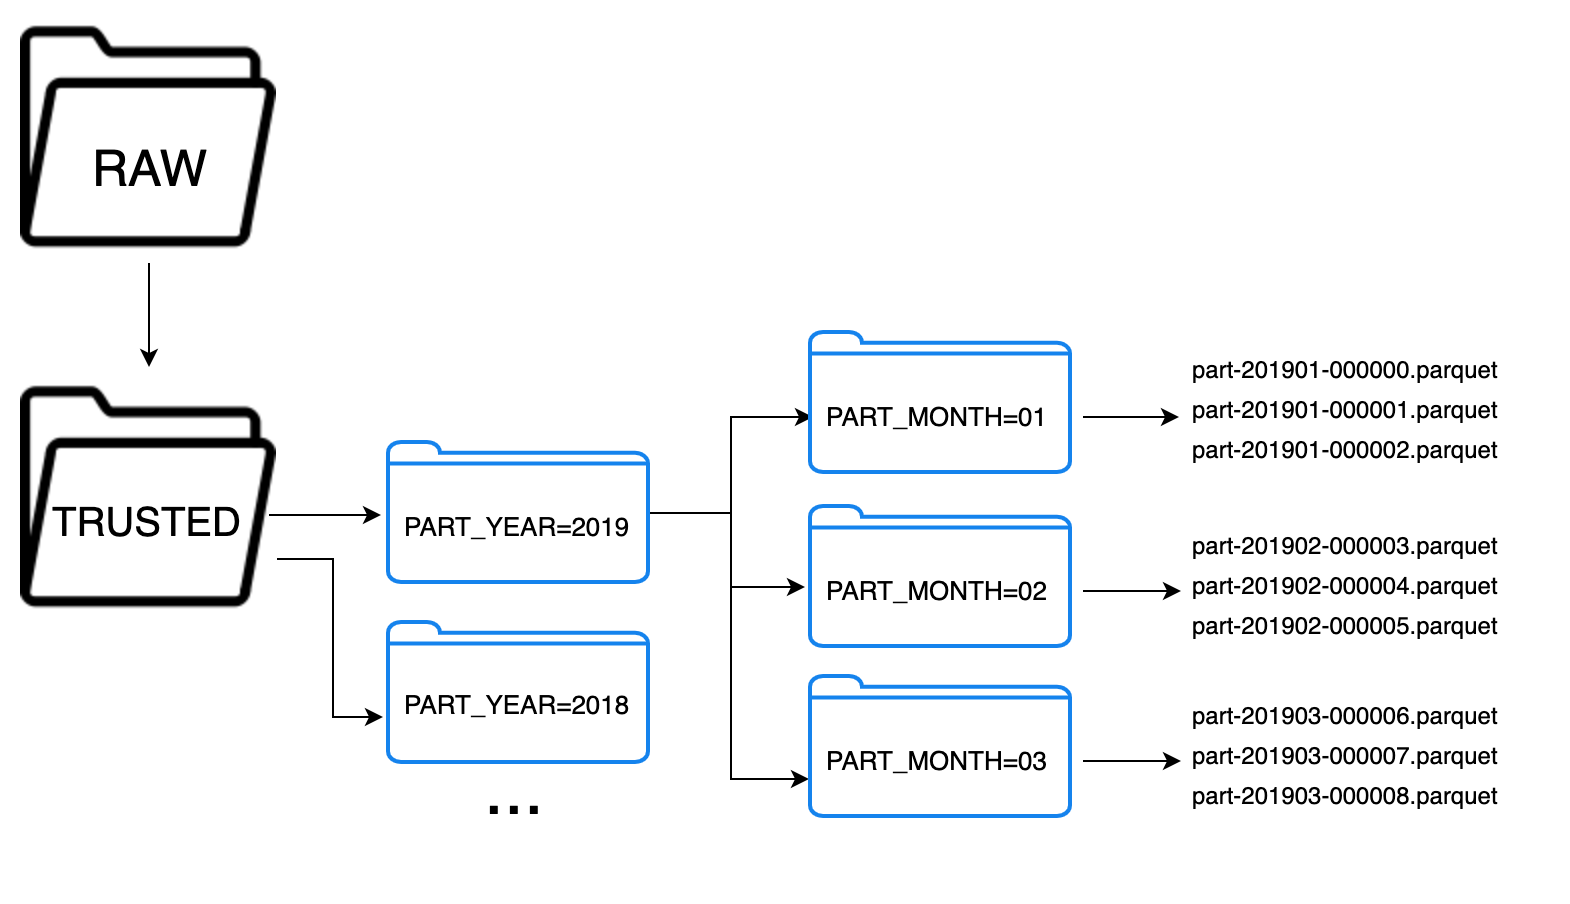 RAW
TRUSTED
PART_YEAR=2019
PART_YEAR=2018
...
PART_MONTH=01
part-201901-000000.parquet
part-201901-000001.parquet
part-201901-000002.parquet
PART_MONTH=02
part-201902-000003.parquet
part-201902-000004.parquet
part-201902-000005.parquet
PART_MONTH=03
part-201903-000006.parquet
part-201903-000007.parquet
part-201903-000008.parquet